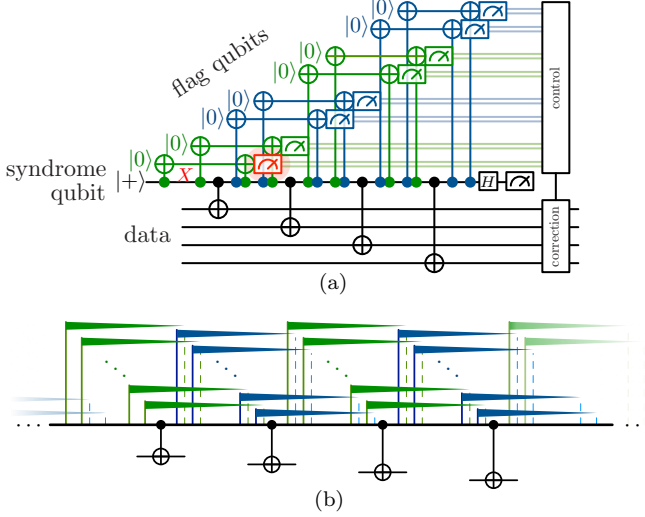 |0⟩
|0⟩
|0⟩
|0⟩
|0⟩
|0⟩
|0⟩
|0⟩
flag qubits
control
syndrome
qubit
|+⟩
X
H
data
correction
(a)
(b)